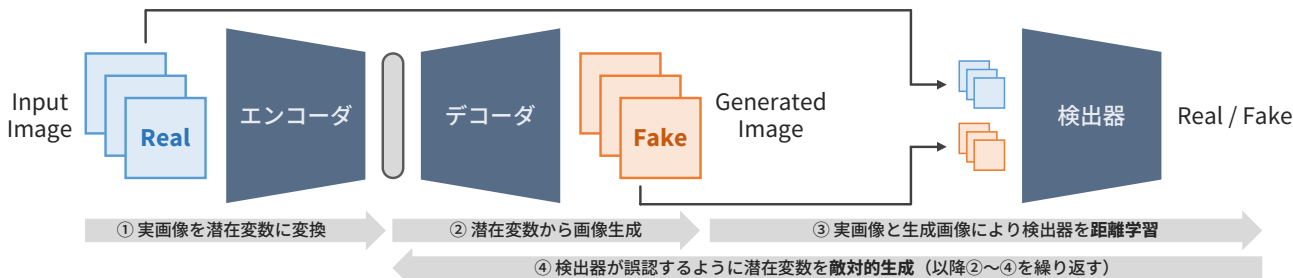 Input
Image
Real
エンコーダ
デコーダ
Fake
Generated
Image
検出器
Real / Fake
① 実画像を潜在変数に変換
② 潜在変数から画像生成
③ 実画像と生成画像により検出器を距離学習
④ 検出器が誤認するように潜在変数を敵対的生成（以降②～④を繰り返す）